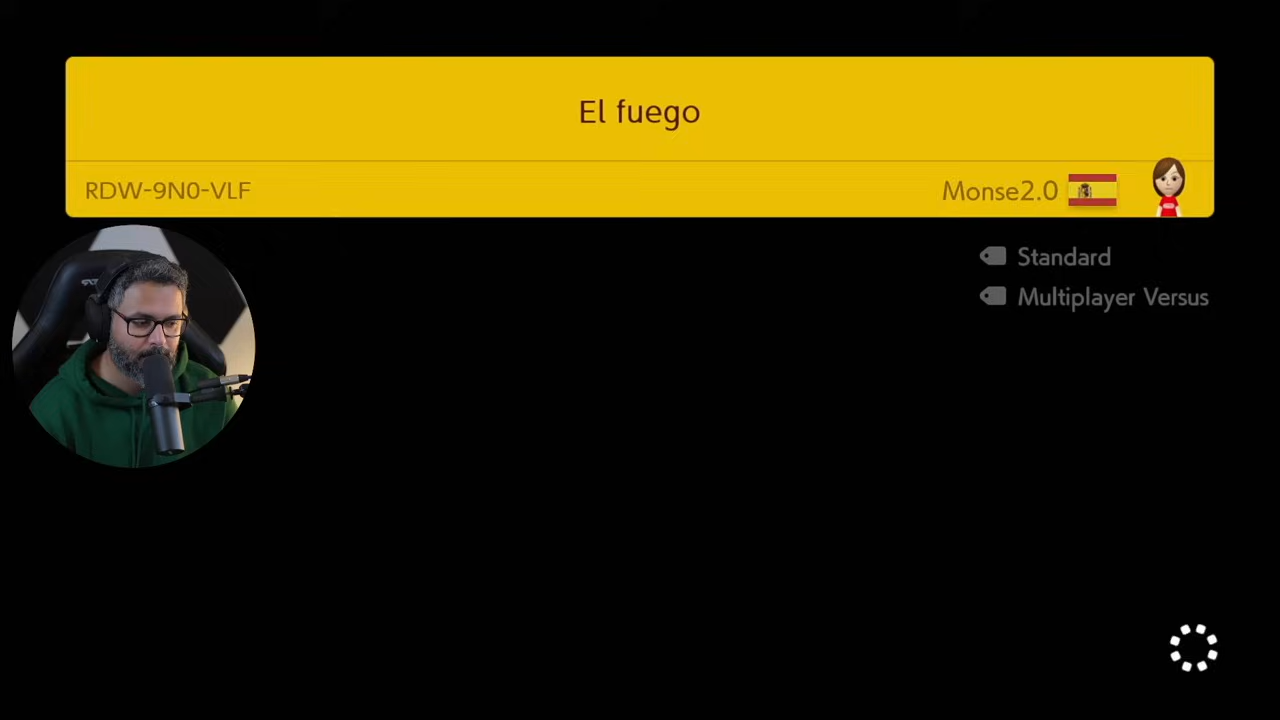 El fuego
RDW-9N0-VLF
Monse2.0
Standard
Multiplayer Versus